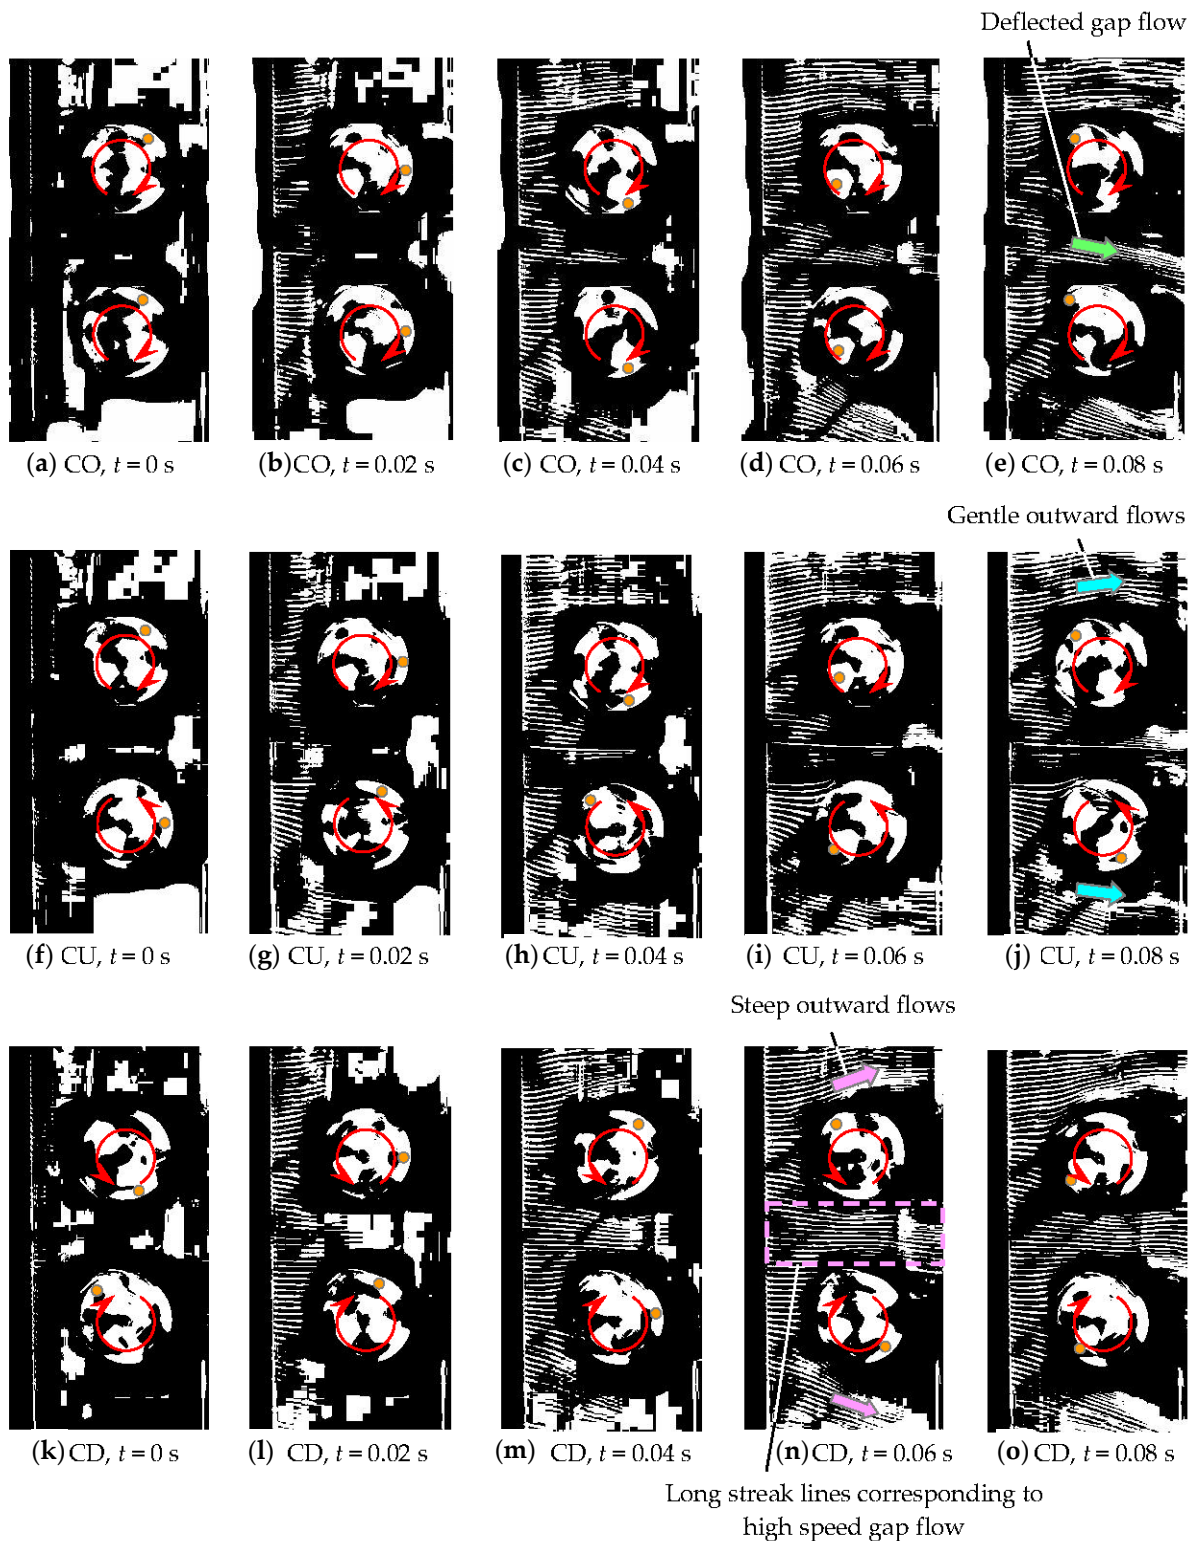 Deflected gap flow
(a) CO, t = 0 s
(b) CO, t = 0.02 s
(c) CO, t = 0.04 s
(d) CO, t = 0.06 s
(e) CO, t = 0.08 s
Gentle outward flows
(f) CU, t = 0 s
(g) CU, t = 0.02 s
(h) CU, t = 0.04 s
(i) CU, t = 0.06 s
(j) CU, t = 0.08 s
Steep outward flows
(k) CD, t = 0 s
(l) CD, t = 0.02 s
(m) CD, t = 0.04 s
(n) CD, t = 0.06 s
(o) CD, t = 0.08 s
Long streak lines corresponding to
high speed gap flow